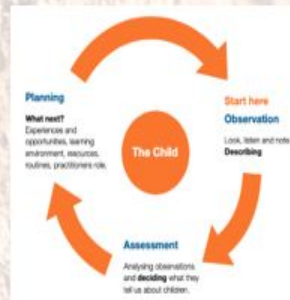 Planning
What next?
Experiences and
opportunities, learning
environment, resources,
routines, practitioners role.
The Child
Start here
Observation
Look, listen and note.
Describing
Assessment
Analysing observations
and deciding what they
tell us about children.